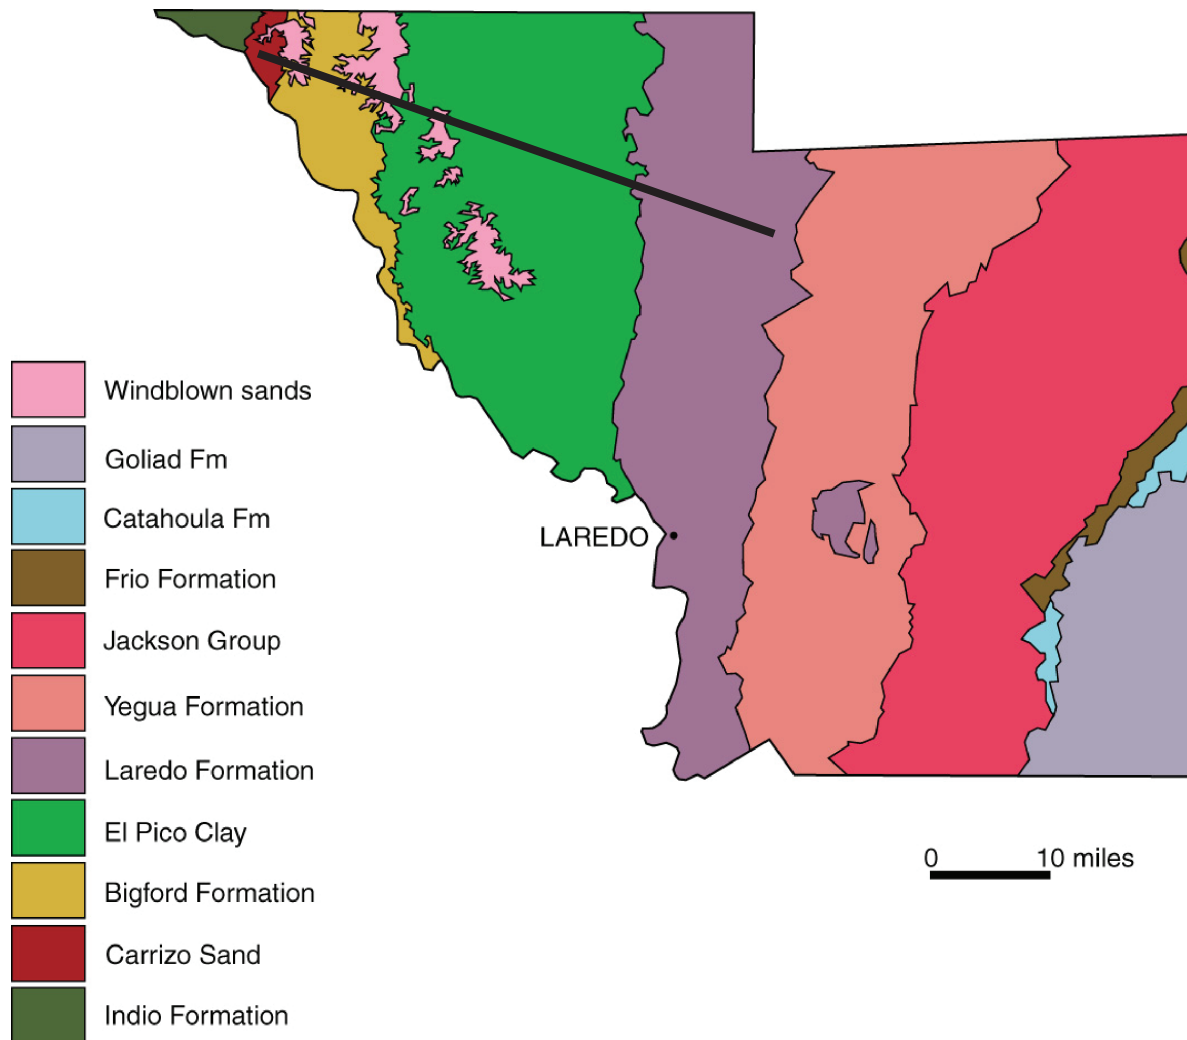 LAREDO
Windblown sands
Goliad Fm
Catahoula Fm
Frio Formation
Jackson Group
Yegua Formation
Laredo Formation
El Pico Clay
Bigford Formation
Carrizo Sand
Indio Formation
0 10 miles